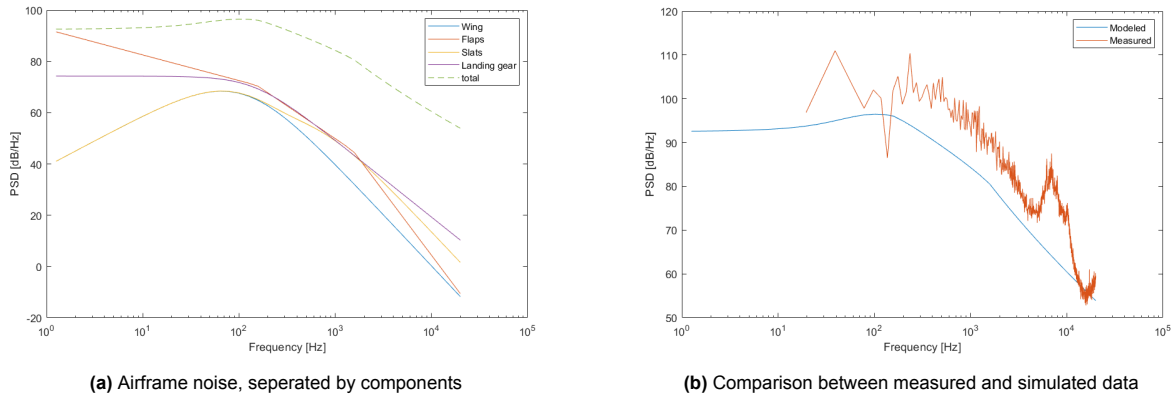 100
80
60
40
20
0
-20
PSD [dB/Hz]
10^0
10^1
10^2
10^3
10^4
10^5
Frequency [Hz]
Wing
Flaps
Slats
Landing gear
total
(a) Airframe noise, seperated by components
120
110
100
90
80
70
60
50
PSD [dB/Hz]
10^0
10^1
10^2
10^3
10^4
10^5
Frequency [Hz]
Modeled
Measured
(b) Comparison between measured and simulated data